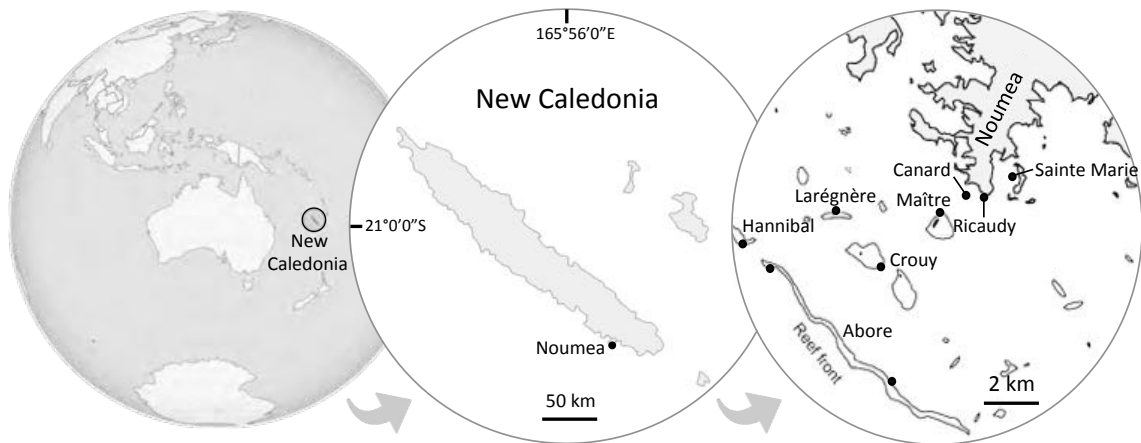 New
Caledonia
165°56’0”E
New Caledonia
21°0’0”S
Noumea
50 km
Noumea
Canard
Sainte Marie
Larégnère
Maître
Ricaudy
Hannibal
Crouy
Abore
Reef front
2 km